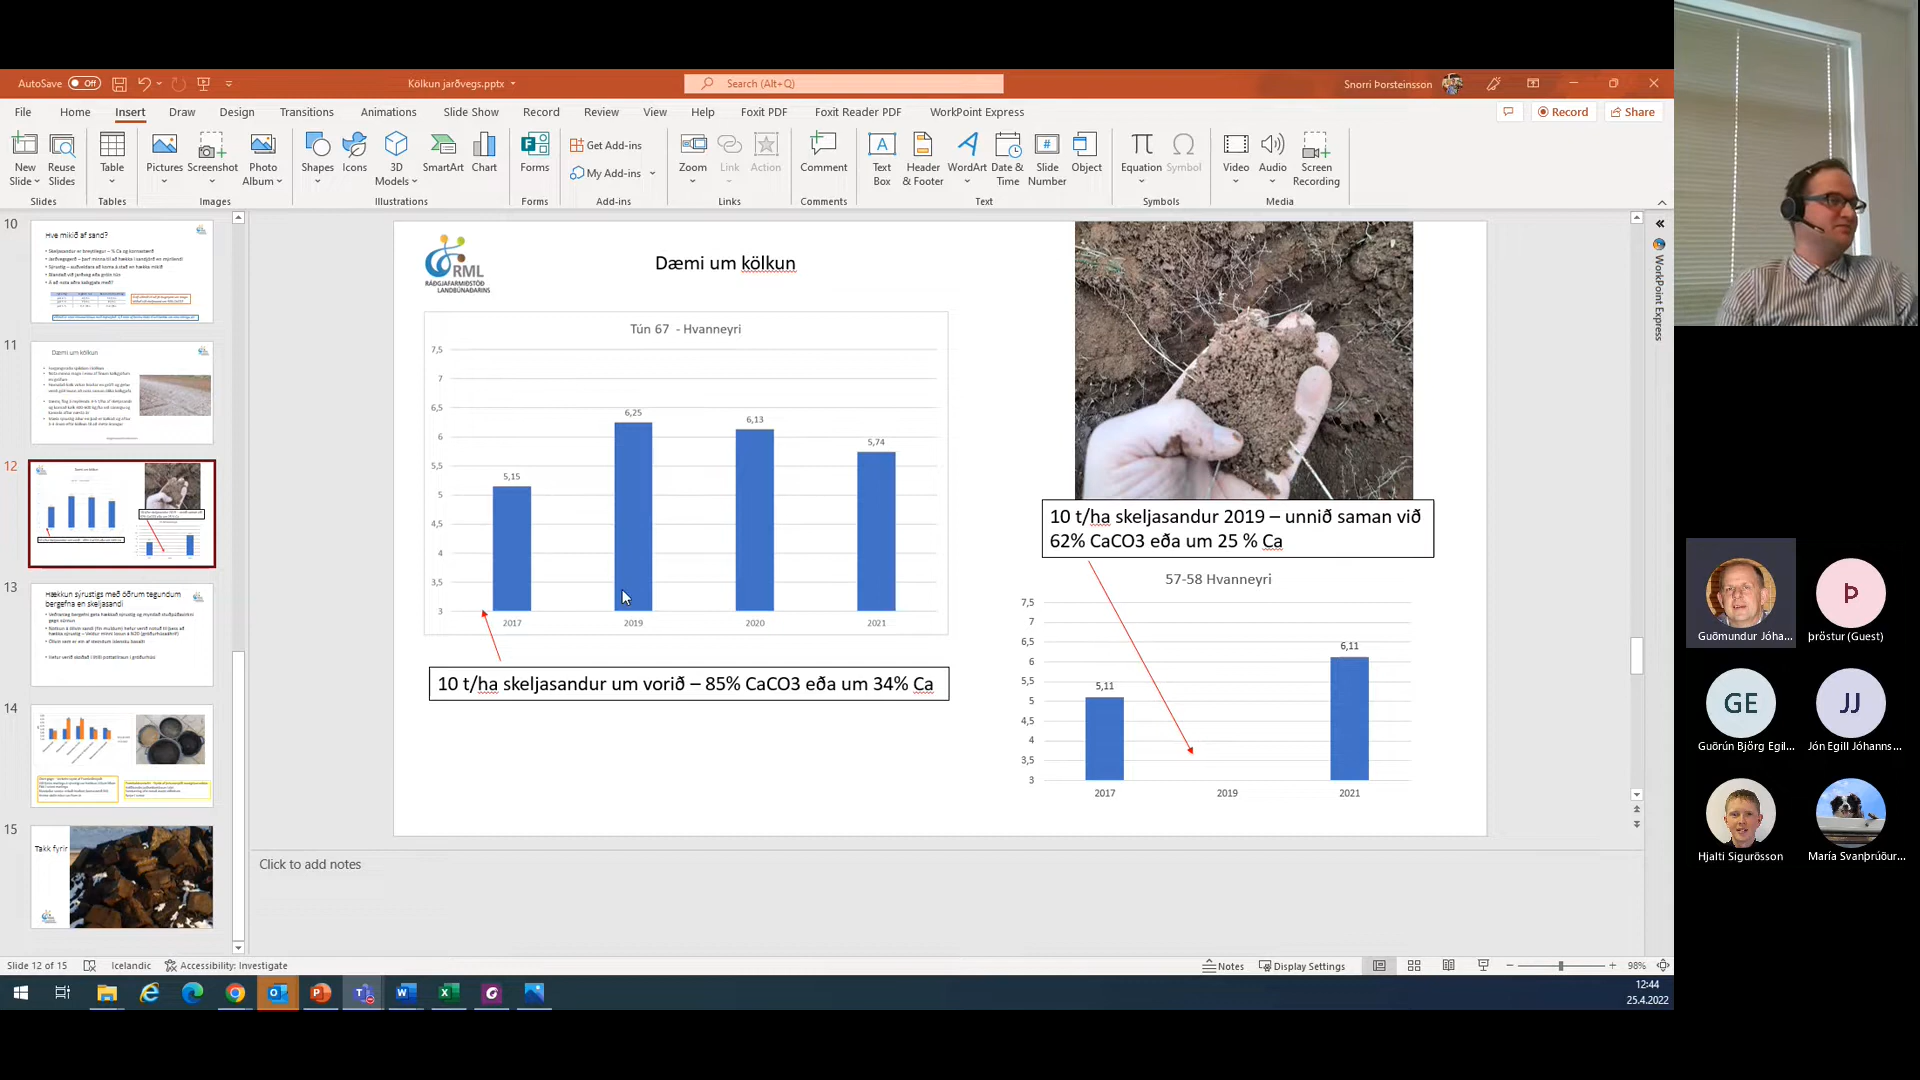 AutoSave Off
Kölkun jarðvegs.pptx
Search (Alt+Q)
Snorri Þorsteinsson
File Home Insert Draw Design Transitions Animations Slide Show Record Review View Help Foxit PDF Foxit Reader PDF WorkPoint Express
Record Share
New Slide
Reuse Slides
Table
Pictures
Screenshot
Photo Album
Shapes
Icons
3D Models
SmartArt
Chart
Forms
Get Add-ins
My Add-ins
Zoom
Link
Action
Comment
Text Box
Header & Footer
WordArt
Date & Time
Slide Number
Object
Equation
Symbol
Video
Audio
Screen Recording
Slides Tables Images Illustrations Forms Add-ins Links Comments Text Symbols Media
10
Hve mikið af sand?
11
Dæmi um kölkun
12
13
Hækkun sýrustigs með öðrum tegundum
bergefna en skeljasandi
14
15
Takk fyrir
RML
RÁÐGJAFARMIÐSTÖÐ
LANDBÚNAÐARINS
Dæmi um kölkun
Tún 67 - Hvanneyri
7,5
7
6,5
6
5,5
5
4,5
4
3,5
3
5,15
6,25
6,13
5,74
2017 2019 2020 2021
10 t/ha skeljasandur um vorið – 85% CaCO3 eða um 34% Ca
10 t/ha skeljasandur 2019 – unnið saman við
62% CaCO3 eða um 25 % Ca
57-58 Hvanneyri
7,5
7
6,5
6
5,5
5
4,5
4
3,5
3
5,11
6,11
2017 2019 2021
WorkPoint Express
Click to add notes
Slide 12 of 15 Icelandic Accessibility: Investigate
Notes Display Settings 98%
12:44
25.4.2022
Guðmundur Jóha...
Þ
þröstur (Guest)
GE
Guðrún Björg Egil...
JJ
Jón Egill Jóhanns...
Hjalti Sigurðsson
María Svanþrúður...